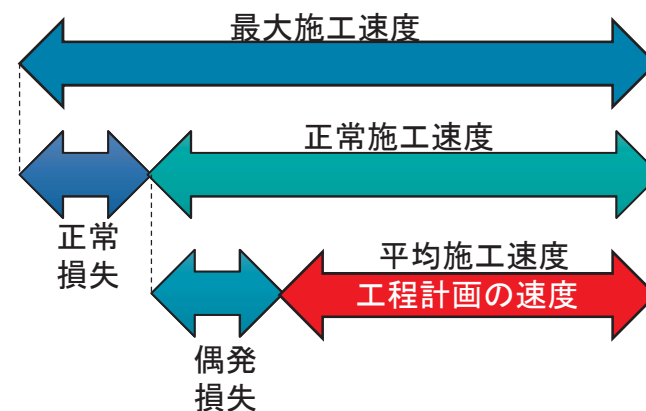 最大施工速度
正常施工速度
正常
損失
平均施工速度
工程計画の速度
偶発
損失